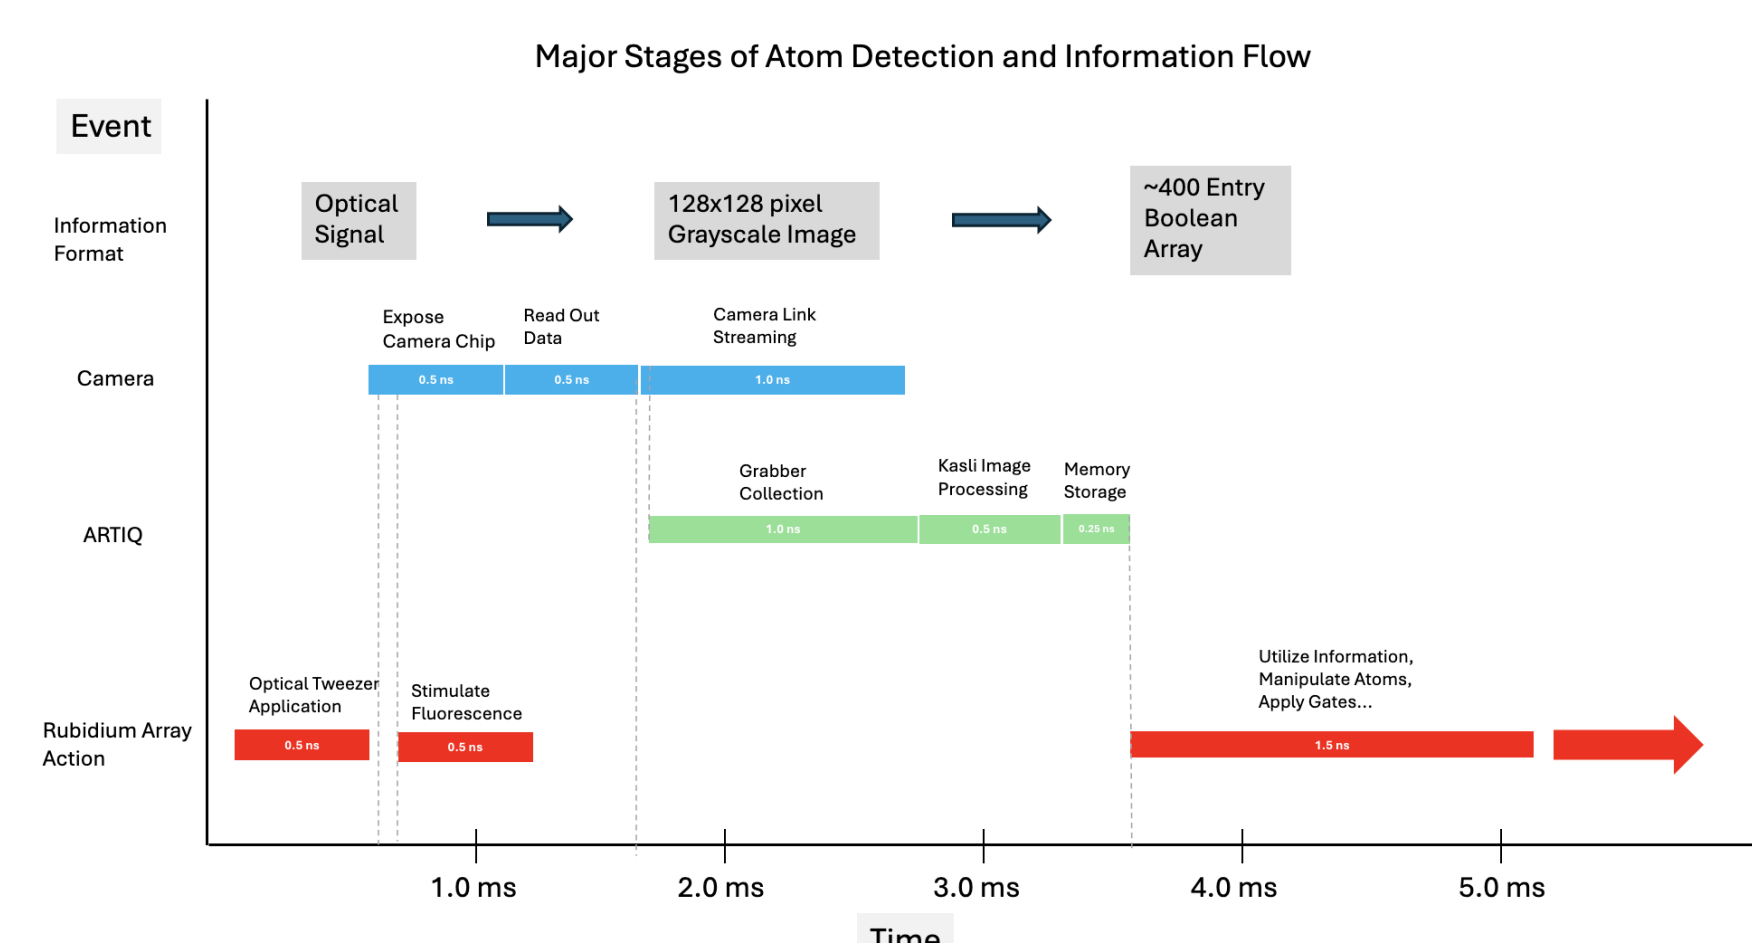 Major Stages of Atom Detection and Information Flow
Event
Information
Format
Optical
Signal
128x128 pixel
Grayscale Image
~400 Entry
Boolean
Array
Expose
Camera Chip
Read Out
Data
Camera Link
Streaming
Camera
0.5 ns
0.5 ns
1.0 ns
Grabber
Collection
Kasli Image
Processing
Memory
Storage
ARTIQ
1.0 ns
0.5 ns
0.25 ns
Optical Tweezer
Application
Stimulate
Fluorescence
Utilize Information,
Manipulate Atoms,
Apply Gates...
Rubidium Array
Action
0.5 ns
0.5 ns
1.5 ns
1.0 ms
2.0 ms
3.0 ms
4.0 ms
5.0 ms
Time